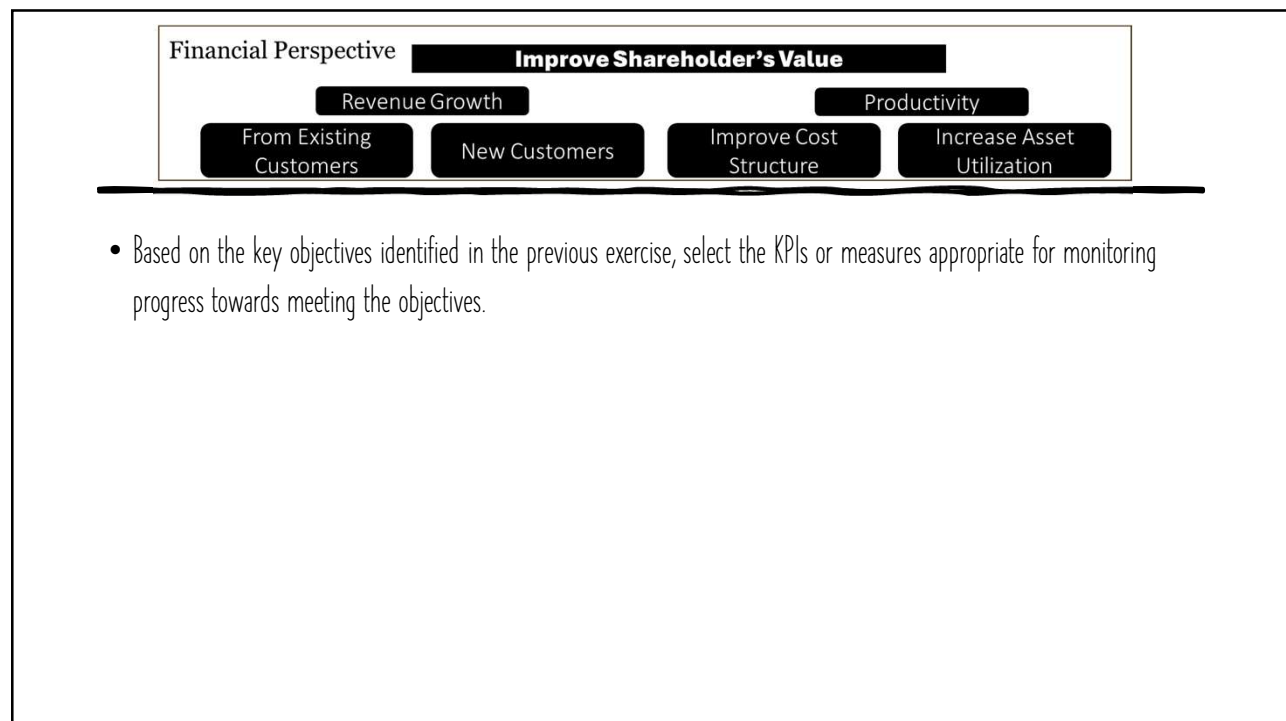 Financial Perspective
Improve Shareholder's Value
Revenue Growth
Productivity
From Existing
Customers
New Customers
Improve Cost
Structure
Increase Asset
Utilization
• Based on the key objectives identified in the previous exercise, select the KPIs or measures appropriate for monitoring
progress towards meeting the objectives.